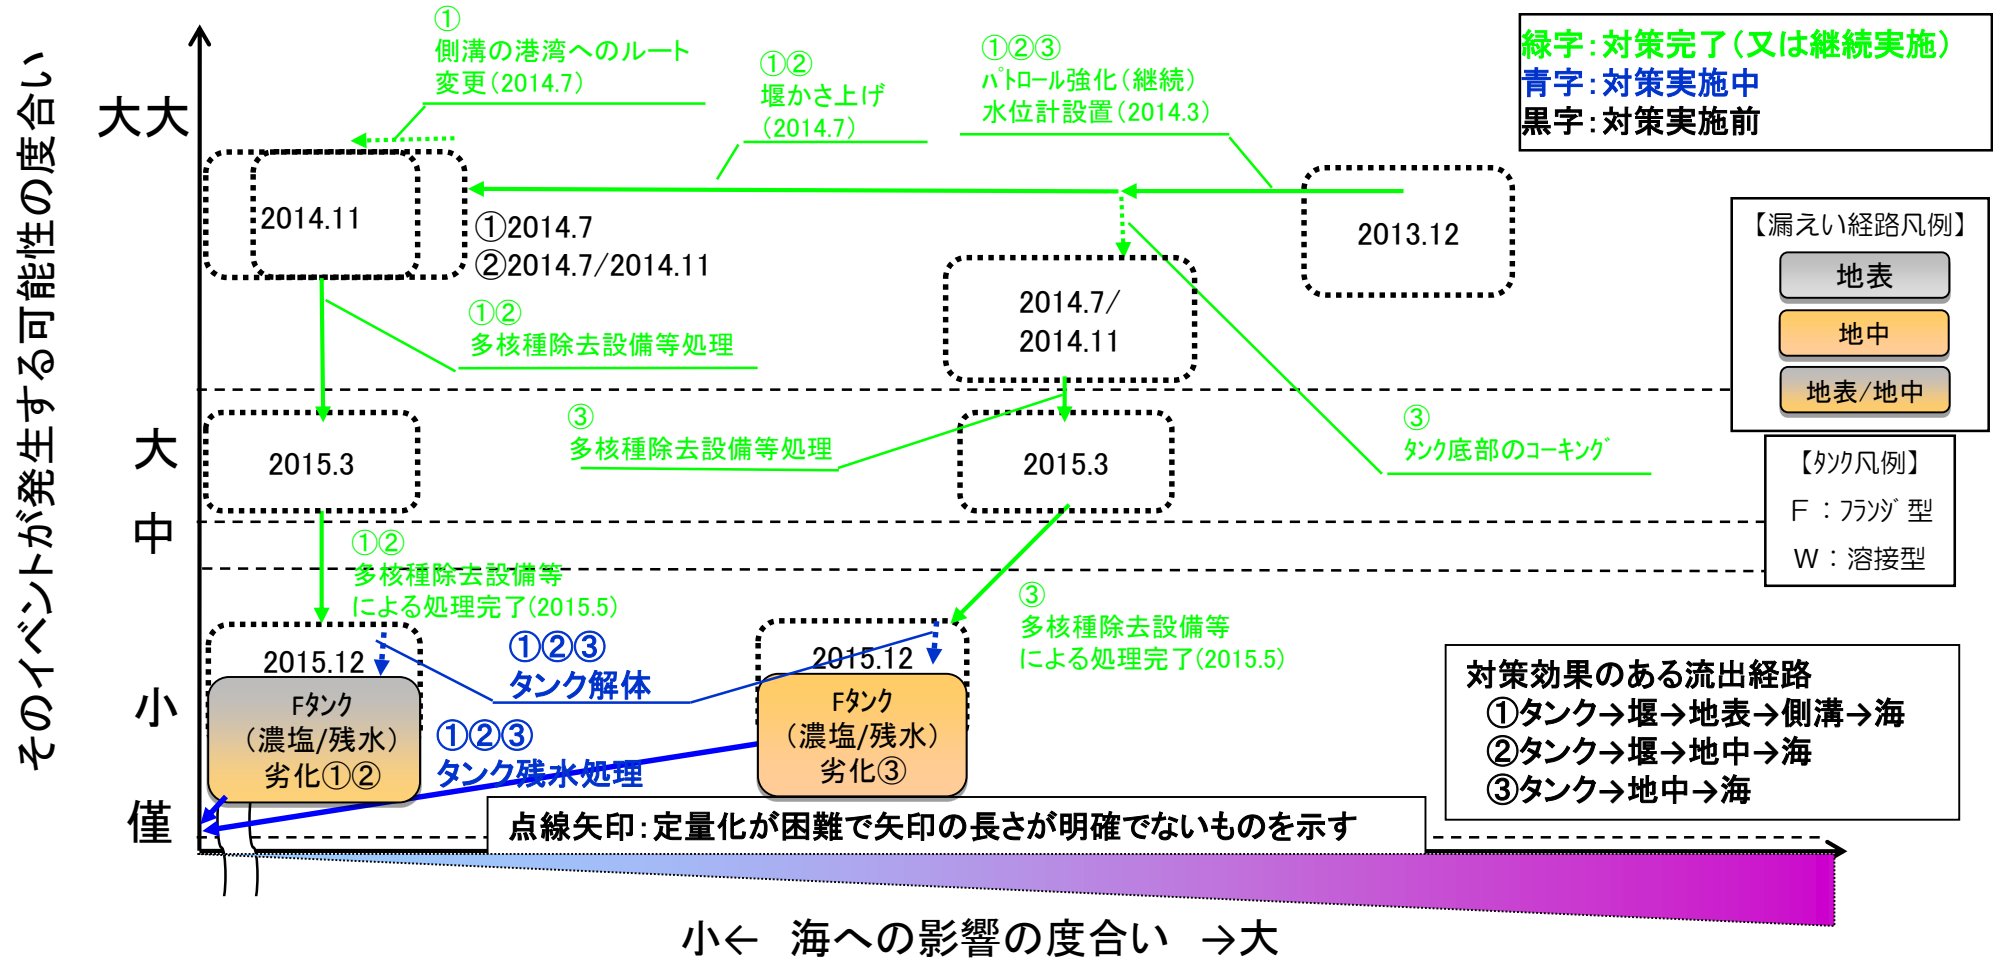 そのイベントが発生する可能性の度合い
大大
大
中
小
僅
①
側溝の港湾へのルート
変更(2014.7)
①②
堰かさ上げ
(2014.7)
①②③
パトロール強化(継続)
水位計設置(2014.3)
緑字:対策完了(又は継続実施)
青字:対策実施中
黒字:対策実施前
2014.11
①2014.7
②2014.7/2014.11
2013.12
2014.7/
2014.11
【漏えい経路凡例】
地表
地中
地表/地中
①②
多核種除去設備等処理
③
多核種除去設備等処理
③
タンク底部のコーキング
2015.3
2015.3
【タンク凡例】
F:フランジ型
W:溶接型
①②
多核種除去設備等
による処理完了(2015.5)
③
多核種除去設備等
による処理完了(2015.5)
2015.12
①②③
タンク解体
2015.12
Fタンク
(濃塩/残水)
劣化①②
①②③
タンク残水処理
Fタンク
(濃塩/残水)
劣化③
対策効果のある流出経路
①タンク→堰→地表→側溝→海
②タンク→堰→地中→海
③タンク→地中→海
点線矢印:定量化が困難で矢印の長さが明確でないものを示す
小← 海への影響の度合い →大